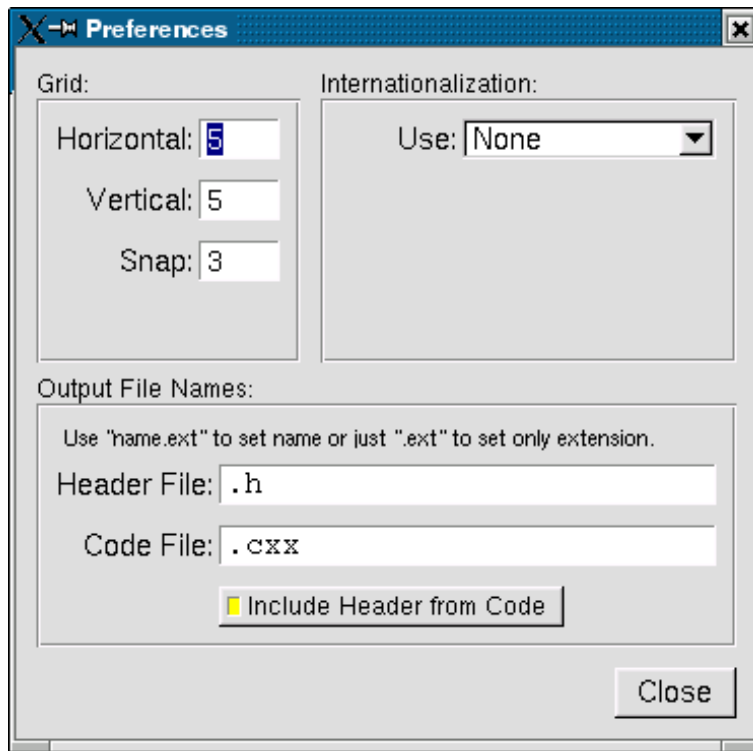 Preferences
Grid:
Horizontal: 5
Vertical: 5
Snap: 3
Internationalization:
Use: None
Output File Names:
Use "name.ext" to set name or just ".ext" to set only extension.
Header File: .h
Code File: .cxx
Include Header from Code
Close